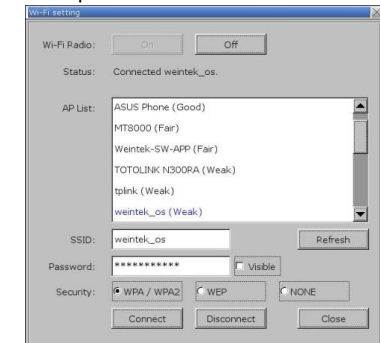 Wi-Fi setting
Wi-Fi Radio: On Off
Status: Connected weintek_os.
AP List: ASUS Phone (Good)
MT8000 (Fair)
Weintek-SW-APP (Fair)
TOTOLINK N300RA (Weak)
tplink (Weak)
weintek_os (Weak)
SSID: weintek_os Refresh
Password: *********** Visible
Security: WPA / WPA2 WEP NONE
Connect Disconnect Close